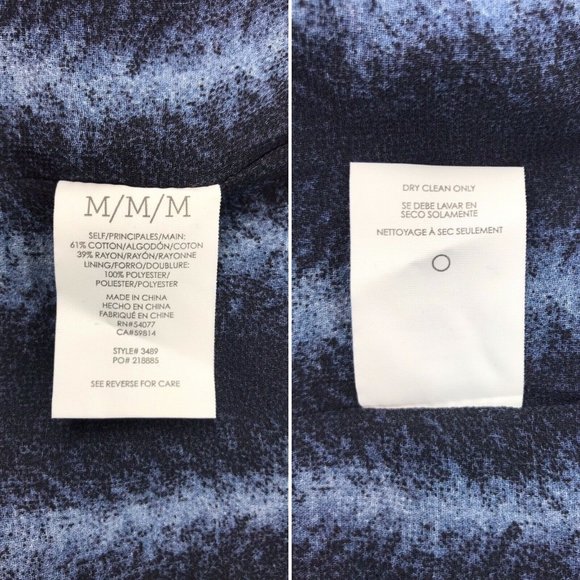 M/M/M
SELF/PRINCIPALES/MAIN:
61% COTTON/ALGODÓN/COTON
39% RAYON/RAYÓN/RAYONNE
LINING/FORRO/DOUBLURE:
100% POLYESTER/
POLIESTER/POLYESTER
MADE IN CHINA
HECHO EN CHINA
FABRIQUÉ EN CHINE
RN#54077
CA#59814
STYLE# 3489
PO# 218885
SEE REVERSE FOR CARE
DRY CLEAN ONLY
SE DEBE LAVAR EN
SECO SOLAMENTE
NETTOYAGE À SEC SEULEMENT